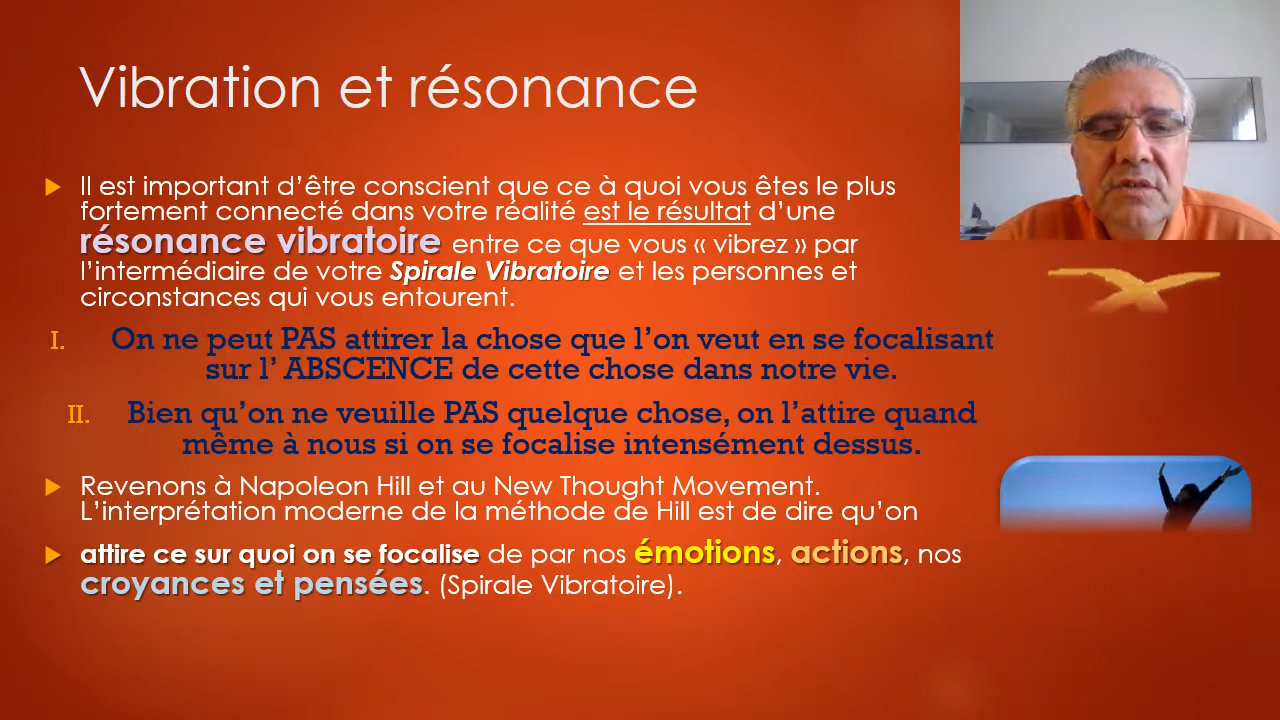 Vibration et résonance
Il est important d’être conscient que ce à quoi vous êtes le plus
fortement connecté dans votre réalité est le résultat d’une
résonance vibratoire entre ce que vous « vibrez » par
l’intermédiaire de votre Spirale Vibratoire et les personnes et
circonstances qui vous entourent.
I. On ne peut PAS attirer la chose que l’on veut en se focalisant
sur l’ ABSCENCE de cette chose dans notre vie.
II. Bien qu’on ne veuille PAS quelque chose, on l’attire quand
même à nous si on se focalise intensément dessus.
Revenons à Napoleon Hill et au New Thought Movement.
L’interprétation moderne de la méthode de Hill est de dire qu’on
attire ce sur quoi on se focalise de par nos émotions, actions, nos
croyances et pensées. (Spirale Vibratoire).